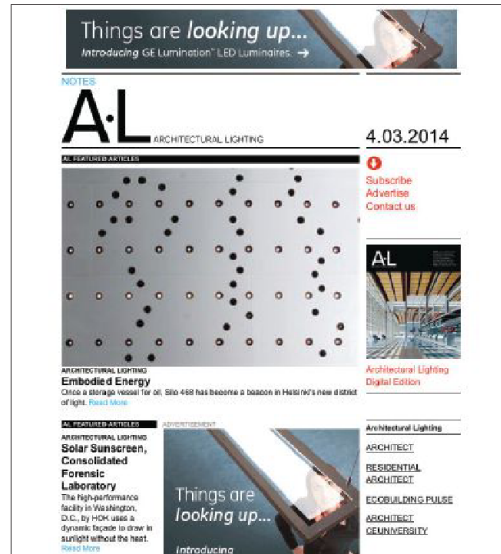 Things are looking up...
Introducing GE Lumination™ LED Luminaires. →
NOTES
A·L ARCHITECTURAL LIGHTING
4.03.2014
AL FEATURED ARTICLES
Subscribe
Advertise
Contact us
A·L
ARCHITECTURAL LIGHTING
Embodied Energy
Once a storage vessel for oil, Silo 468 has become a beacon in Helsinki's new district
of light. Read More
Architectural Lighting
Digital Edition
AL FEATURED ARTICLES
ARCHITECTURAL LIGHTING
Solar Sunscreen,
Consolidated
Forensic
Laboratory
The high-performance
facility in Washington,
D.C., by HOK uses a
dynamic façade to draw in
sunlight without the heat.
Read More
ADVERTISEMENT
Things are
looking up...
Introducing
Architectural Lighting
ARCHITECT
RESIDENTIAL
ARCHITECT
ECOBUILDING PULSE
ARCHITECT
CEUNIVERSITY